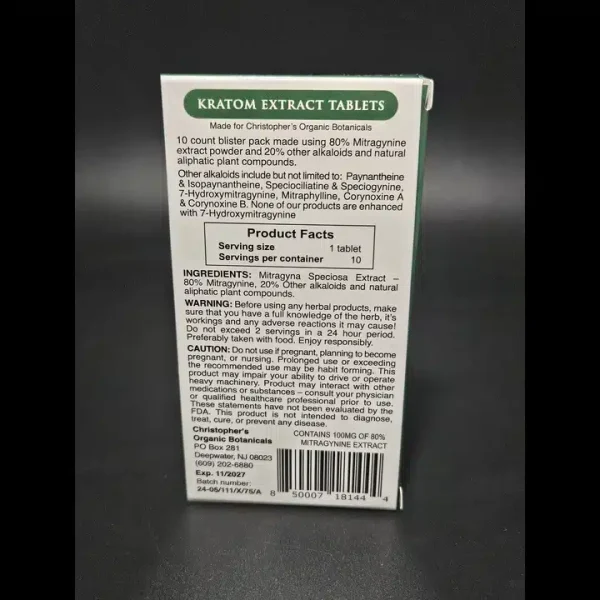 KRATOM EXTRACT TABLETS
Made for Christopher's Organic Botanicals
10 count blister pack made using 80% Mitragynine
extract powder and 20% other alkaloids and natural
aliphatic plant compounds.
Other alkaloids include but not limited to: Paynantheine
& Isopaynantheine, Speciociliatine & Speciogynine,
7-Hydroxymitragynine, Mitraphylline, Corynoxine A
& Corynoxine B. None of our products are enhanced
with 7-Hydroxymitragynine
Product Facts
Serving size 1 tablet
Servings per container 10
INGREDIENTS: Mitragyna Speciosa Extract –
80% Mitragynine, 20% Other alkaloids and natural
aliphatic plant compounds.
WARNING: Before using any herbal products, make
sure that you have a full knowledge of the herb, it's
workings and any adverse reactions it may cause!
Do not exceed 2 servings in a 24 hour period.
Preferably taken with food. Enjoy responsibly.
CAUTION: Do not use if pregnant, planning to become
pregnant, or nursing. Prolonged use or exceeding
the recommended use may be habit forming. This
product may impair your ability to drive or operate
heavy machinery. Product may interact with other
medications or substances – consult your physician
or qualified healthcare professional prior to use.
These statements have not been evaluated by the
FDA. This product is not intended to diagnose,
treat, cure, or prevent any disease.
Christopher's
Organic Botanicals
PO Box 281
Deepwater, NJ 08023
(609) 202-6880
Exp. 11/2027
Batch number:
24-05/111/X/75/A
CONTAINS 100MG OF 80%
MITRAGYNINE EXTRACT
8 50007 18144 4